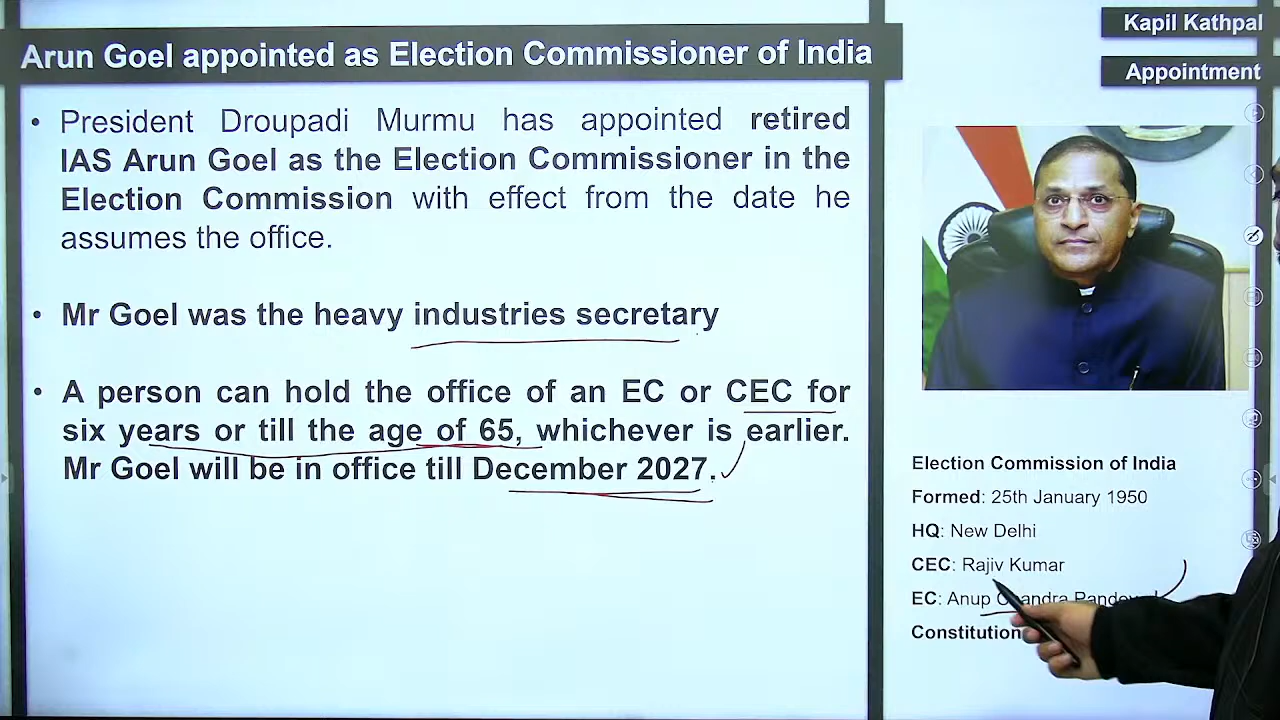 Arun Goel appointed as Election Commissioner of India
Kapil Kathpal
Appointment
• President Droupadi Murmu has appointed retired
IAS Arun Goel as the Election Commissioner in the
Election Commission with effect from the date he
assumes the office.
• Mr Goel was the heavy industries secretary
• A person can hold the office of an EC or CEC for
six years or till the age of 65, whichever is earlier.
Mr Goel will be in office till December 2027.
Election Commission of India
Formed: 25th January 1950
HQ: New Delhi
CEC: Rajiv Kumar
EC: Anup Chandra Pandey
Constitution